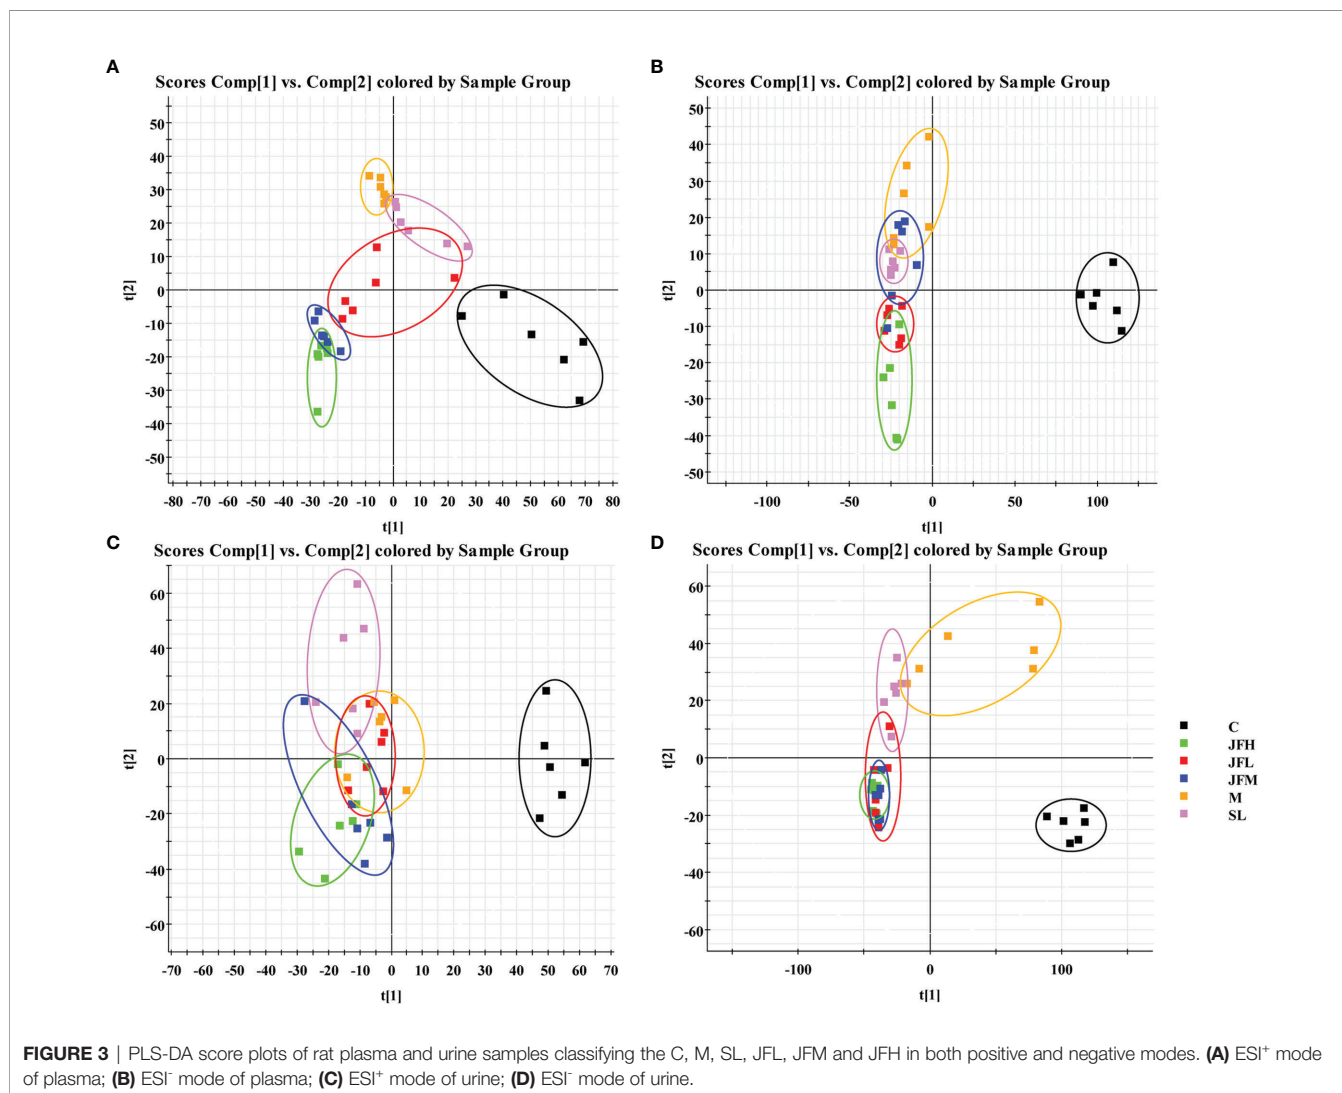 A
Scores Comp[1] vs. Comp[2] colored by Sample Group
50
40
30
20
10
0
-10
-20
-30
-40
-50
t[2]
-80 -70 -60 -50 -40 -30 -20 -10 0 10 20 30 40 50 60 70 80
t[1]
B
Scores Comp[1] vs. Comp[2] colored by Sample Group
50
40
30
20
10
0
-10
-20
-30
-40
-50
t[2]
-100 -50 0 50 100
t[1]
C
Scores Comp[1] vs. Comp[2] colored by Sample Group
60
40
20
0
-20
-40
-60
t[2]
-70 -60 -50 -40 -30 -20 -10 -0 10 20 30 40 50 60 70
t[1]
D
Scores Comp[1] vs. Comp[2] colored by Sample Group
60
40
20
0
-20
-40
-60
t[2]
-100 0 100
t[1]
C
JFH
JFL
JFM
M
SL
FIGURE 3 | PLS-DA score plots of rat plasma and urine samples classifying the C, M, SL, JFL, JFM and JFH in both positive and negative modes. (A) ESI⁺ mode
of plasma; (B) ESI⁻ mode of plasma; (C) ESI⁺ mode of urine; (D) ESI⁻ mode of urine.